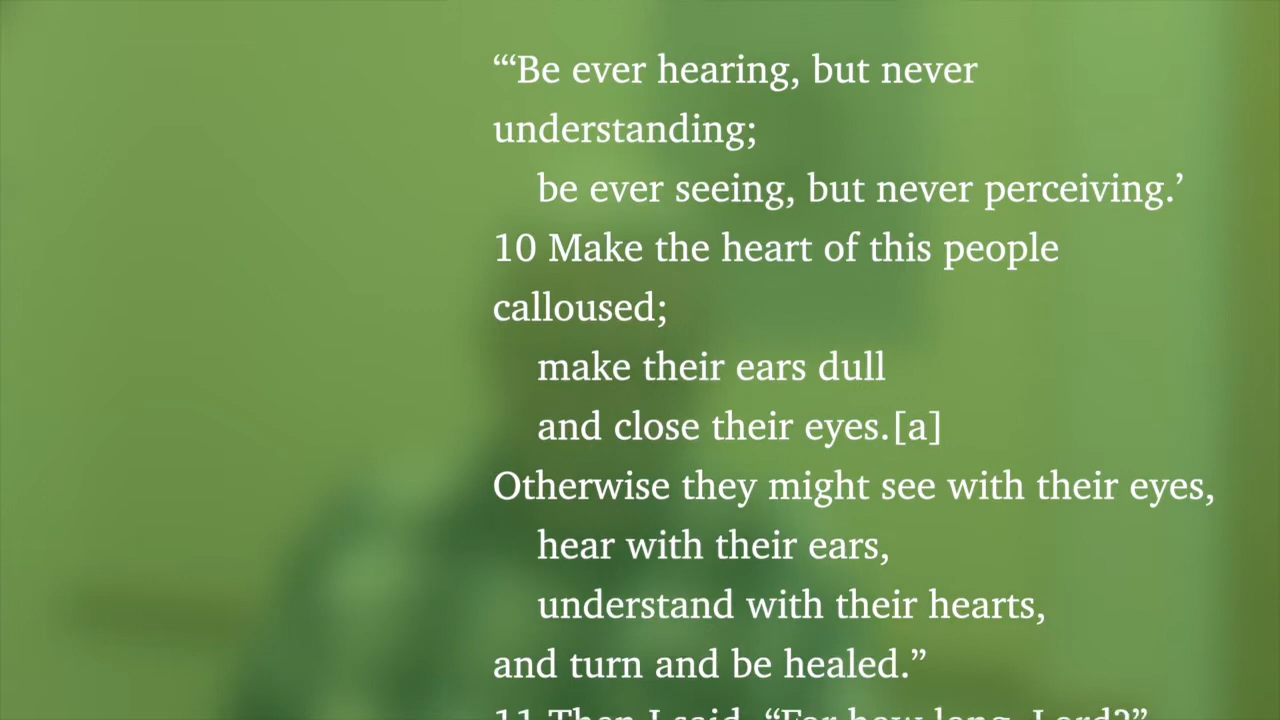 “‘Be ever hearing, but never
understanding;
be ever seeing, but never perceiving.’
10 Make the heart of this people
calloused;
make their ears dull
and close their eyes.[a]
Otherwise they might see with their eyes,
hear with their ears,
understand with their hearts,
and turn and be healed.”
11 Then I said, “For how long, Lord?”